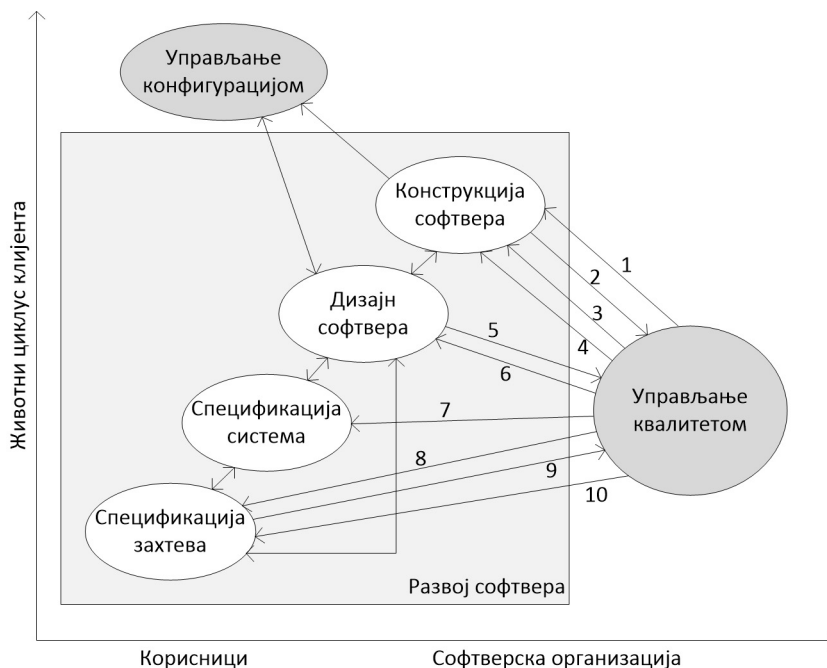 Управљање
конфигурацијом
Конструкција
софтвера
1
2
3
4
Дизајн
софтвера
5
6
Управљање
квалитетом
Спецификација
система
7
8
9
10
Спецификација
захтева
Развој софтвера
Животни циклус клијента
Корисници
Софтверска организација